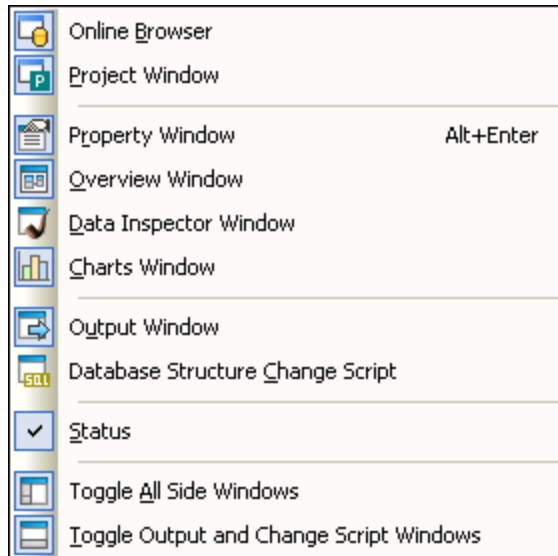 Online Browser
Project Window
Property Window Alt+Enter
Overview Window
Data Inspector Window
Charts Window
Output Window
Database Structure Change Script
Status
Toggle All Side Windows
Toggle Output and Change Script Windows